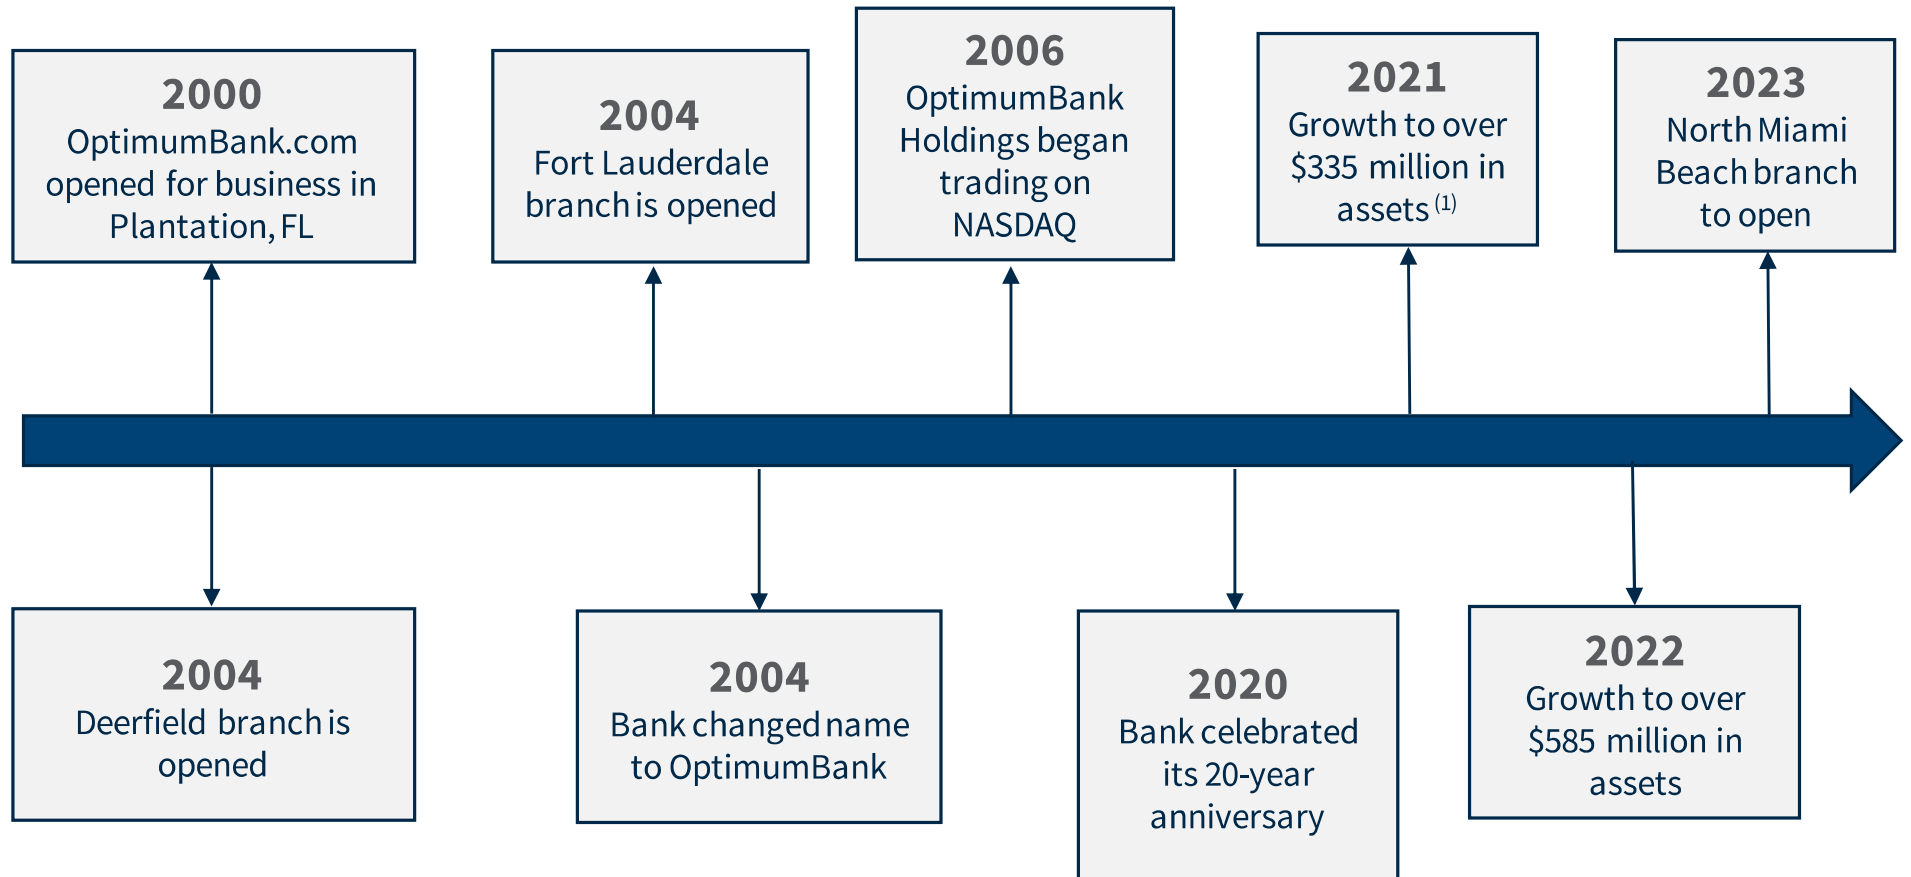 2000
OptimumBank.com
opened for business in
Plantation, FL
2004
Fort Lauderdale
branch is opened
2006
OptimumBank
Holdings began
trading on
NASDAQ
2021
Growth to over
$335 million in
assets (1)
2023
North Miami
Beach branch
to open
2004
Deerfield branch is
opened
2004
Bank changed name
to OptimumBank
2020
Bank celebrated
its 20-year
anniversary
2022
Growth to over
$585 million in
assets